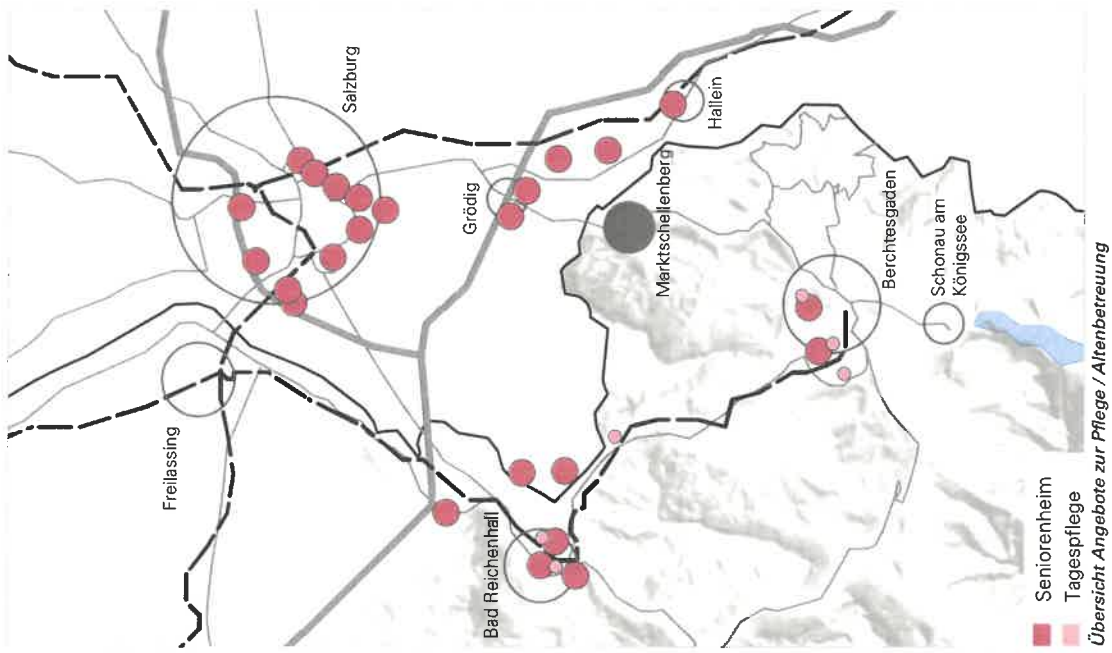 Salzburg
Freilassing
Grödig
Hallein
Marktschellenberg
Bad Reichenhall
Berchtesgaden
Schonau am
Königssee
Seniorenheim
Tagespflege
Übersicht Angebote zur Pflege / Altenbetreuung